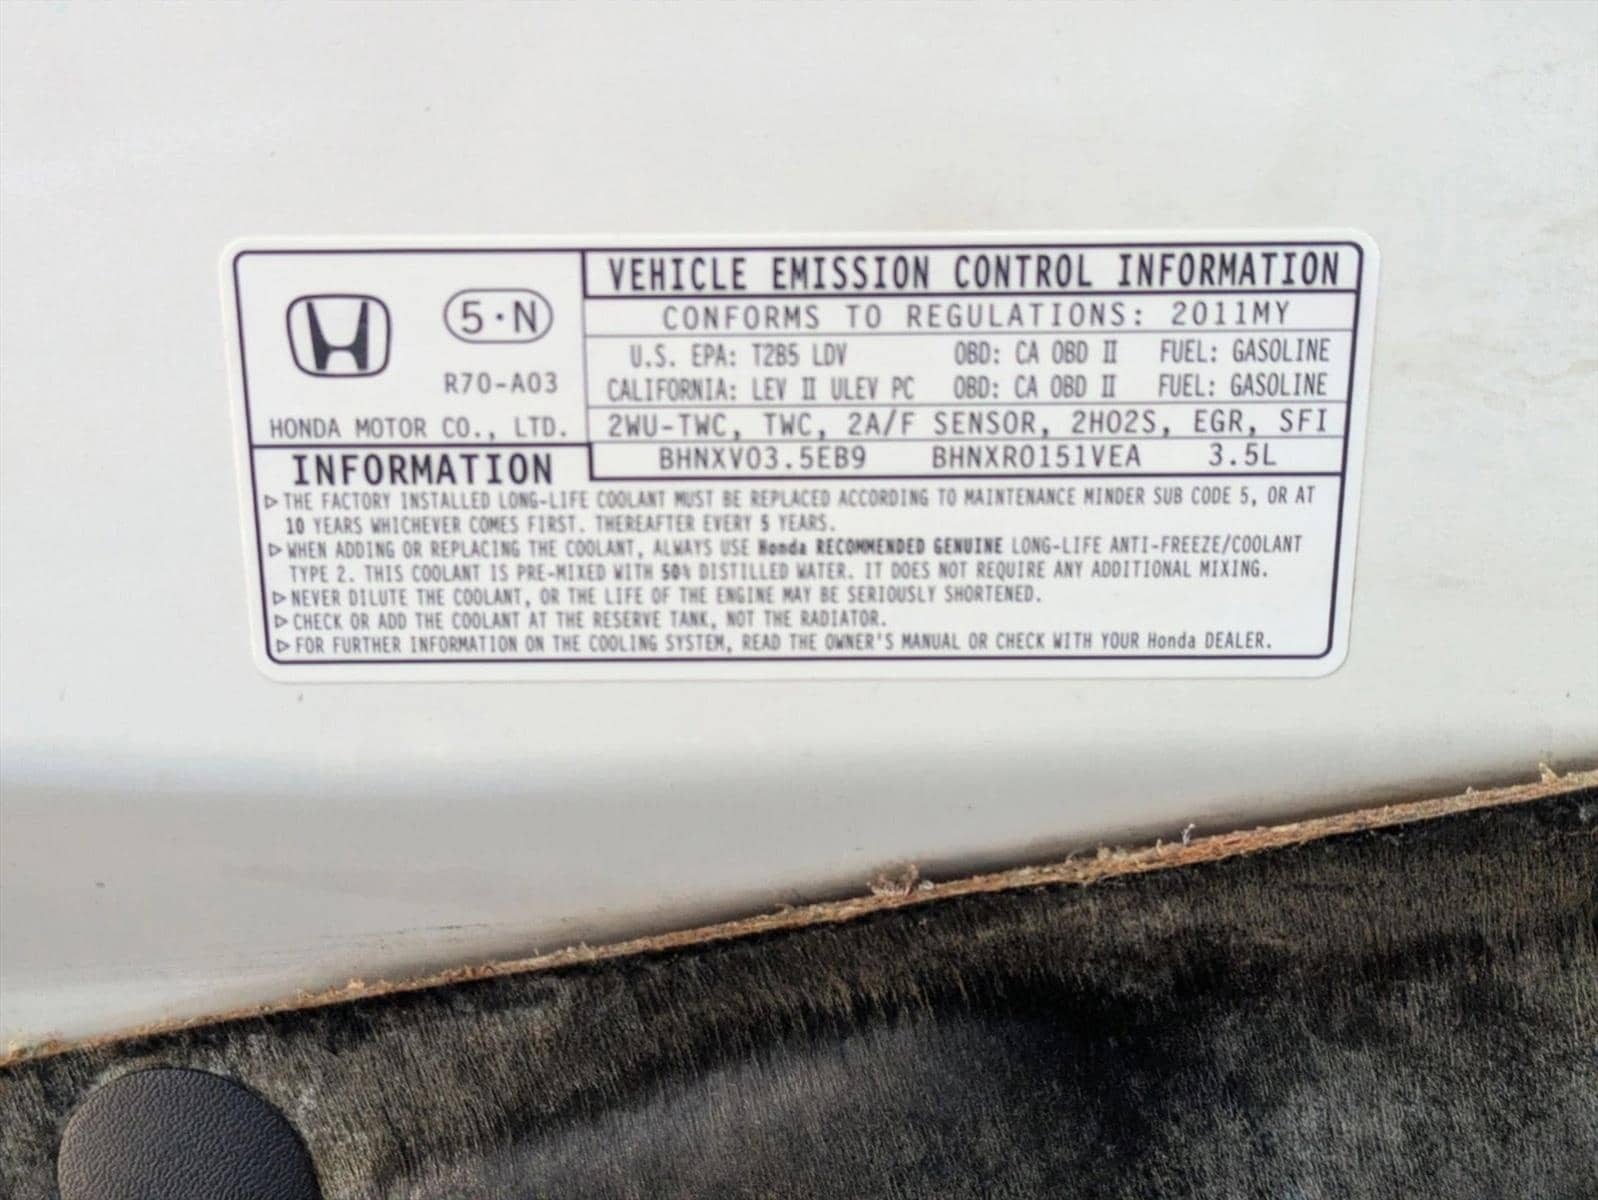 5·N
R70-A03
HONDA MOTOR CO., LTD.
VEHICLE EMISSION CONTROL INFORMATION
CONFORMS TO REGULATIONS: 2011MY
U.S. EPA: T2B5 LDV OBD: CA OBD II FUEL: GASOLINE
CALIFORNIA: LEV II ULEV PC OBD: CA OBD II FUEL: GASOLINE
2WU-TWC, TWC, 2A/F SENSOR, 2HO2S, EGR, SFI
BHNXV03.5EB9 BHNXR0151VEA 3.5L
INFORMATION
▷ THE FACTORY INSTALLED LONG-LIFE COOLANT MUST BE REPLACED ACCORDING TO MAINTENANCE MINDER SUB CODE 5, OR AT
10 YEARS WHICHEVER COMES FIRST. THEREAFTER EVERY 5 YEARS.
▷ WHEN ADDING OR REPLACING THE COOLANT, ALWAYS USE Honda RECOMMENDED GENUINE LONG-LIFE ANTI-FREEZE/COOLANT
TYPE 2. THIS COOLANT IS PRE-MIXED WITH 50% DISTILLED WATER. IT DOES NOT REQUIRE ANY ADDITIONAL MIXING.
▷ NEVER DILUTE THE COOLANT, OR THE LIFE OF THE ENGINE MAY BE SERIOUSLY SHORTENED.
▷ CHECK OR ADD THE COOLANT AT THE RESERVE TANK, NOT THE RADIATOR.
▷ FOR FURTHER INFORMATION ON THE COOLING SYSTEM, READ THE OWNER'S MANUAL OR CHECK WITH YOUR Honda DEALER.